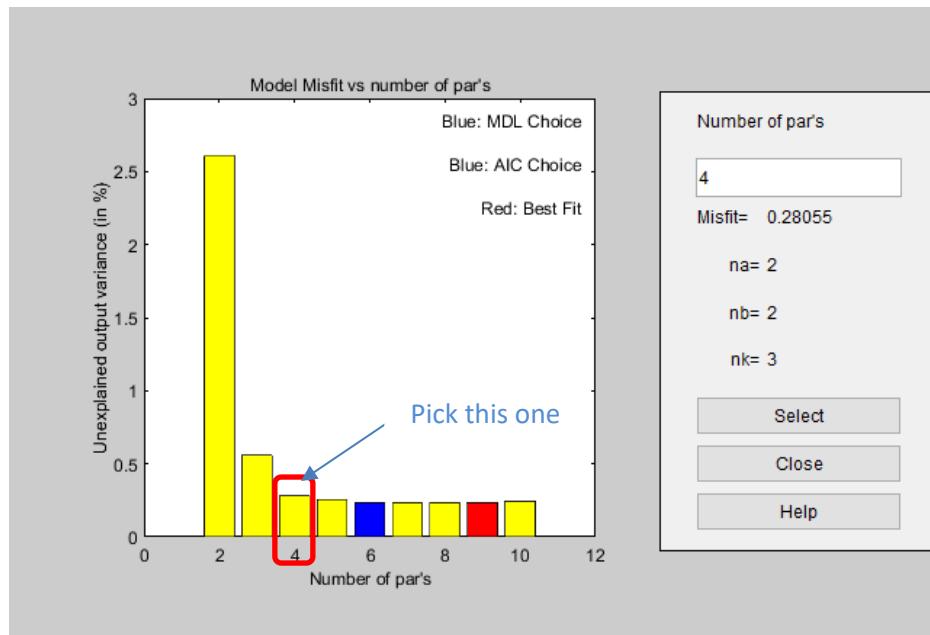 Model Misfit vs number of par's
3
2.5
2
1.5
1
0.5
0
Unexplained output variance (in %)
Blue: MDL Choice
Blue: AIC Choice
Red: Best Fit
Pick this one
0 2 4 6 8 10 12
Number of par's
Number of par's
4
Misfit= 0.28055
na= 2
nb= 2
nk= 3
Select
Close
Help